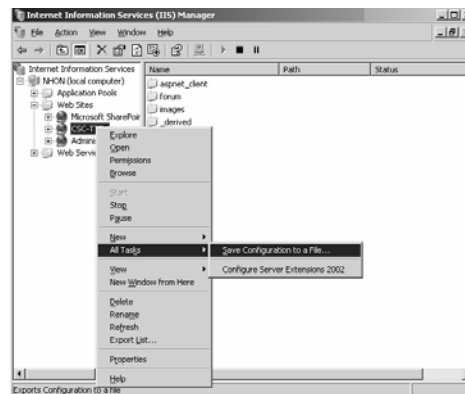 Internet Information Services (IIS) Manager
File Action View Window Help
Internet Information Services
Name Path Status
NHON (local computer)
Application Pools
Web Sites
Microsoft SharePoir
CSC-T
Admini
Web Servic
aspnet_client
forum
images
_derived
Explore
Open
Permissions
Browse
Start
Stop
Pause
New
All Tasks
Save Configuration to a File...
Configure Server Extensions 2002
View
New Window from Here
Delete
Rename
Refresh
Export List...
Properties
Help
Exports Configuration to a file